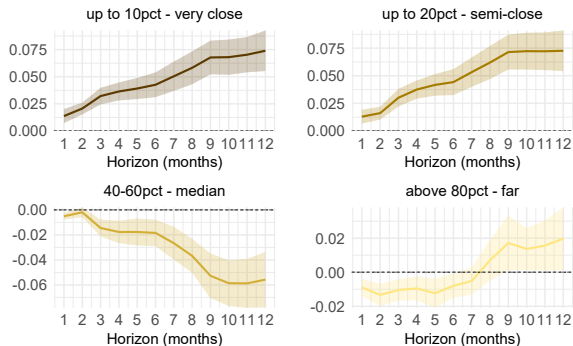 up to 10pct - very close
up to 20pct - semi-close
0.075
0.050
0.025
0.000
1 2 3 4 5 6 7 8 9 10 11 12
Horizon (months)
0.075
0.050
0.025
0.000
1 2 3 4 5 6 7 8 9 10 11 12
Horizon (months)
40-60pct - median
above 80pct - far
0.00
-0.02
-0.04
-0.06
1 2 3 4 5 6 7 8 9 10 11 12
Horizon (months)
0.02
0.00
-0.02
1 2 3 4 5 6 7 8 9 10 11 12
Horizon (months)